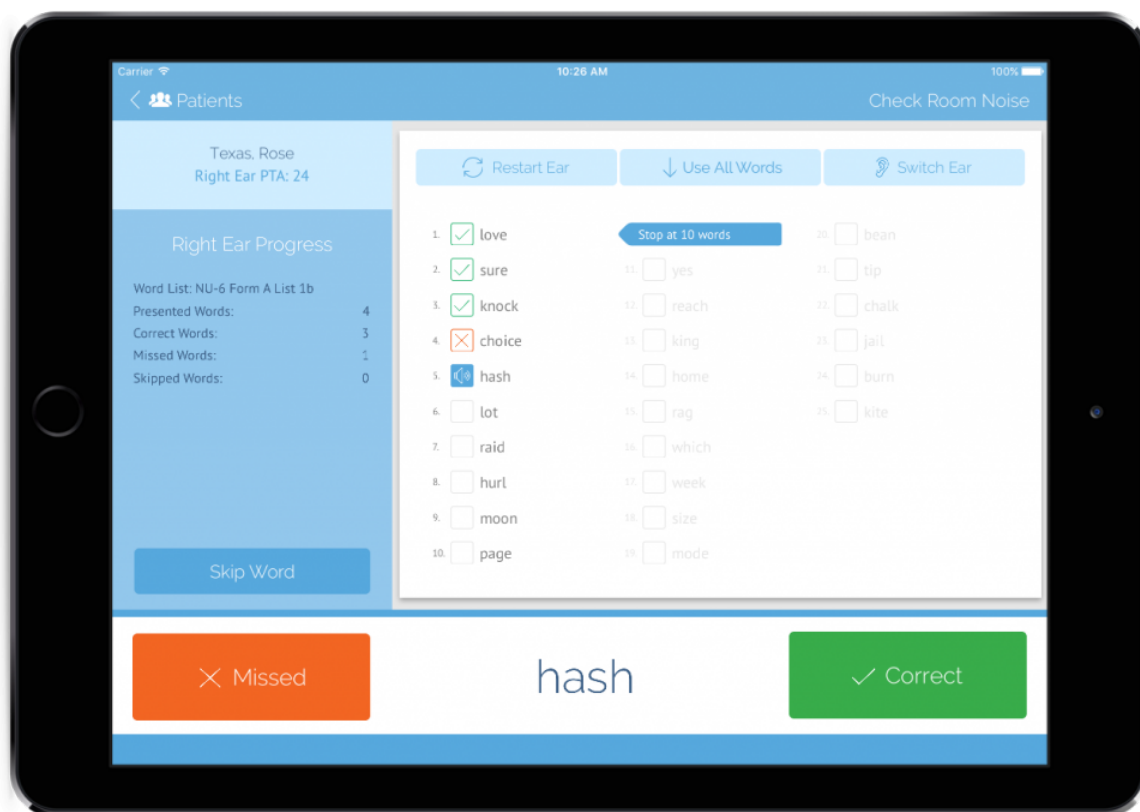 Carrier 10:26 AM 100%
Patients Check Room Noise
Texas, Rose
Right Ear PTA: 24
Right Ear Progress
Word List: NU-6 Form A List 1b
Presented Words: 4
Correct Words: 3
Missed Words: 1
Skipped Words: 0
Skip Word
Restart Ear Use All Words Switch Ear
1. love
2. sure
3. knock
4. choice
5. hash
6. lot
7. raid
8. hurl
9. moon
10. page
Stop at 10 words
11. yes
12. reach
13. king
14. home
15. rag
16. which
17. week
18. size
19. mode
20. bean
21. tip
22. chalk
23. jail
24. burn
25. kite
Missed hash Correct